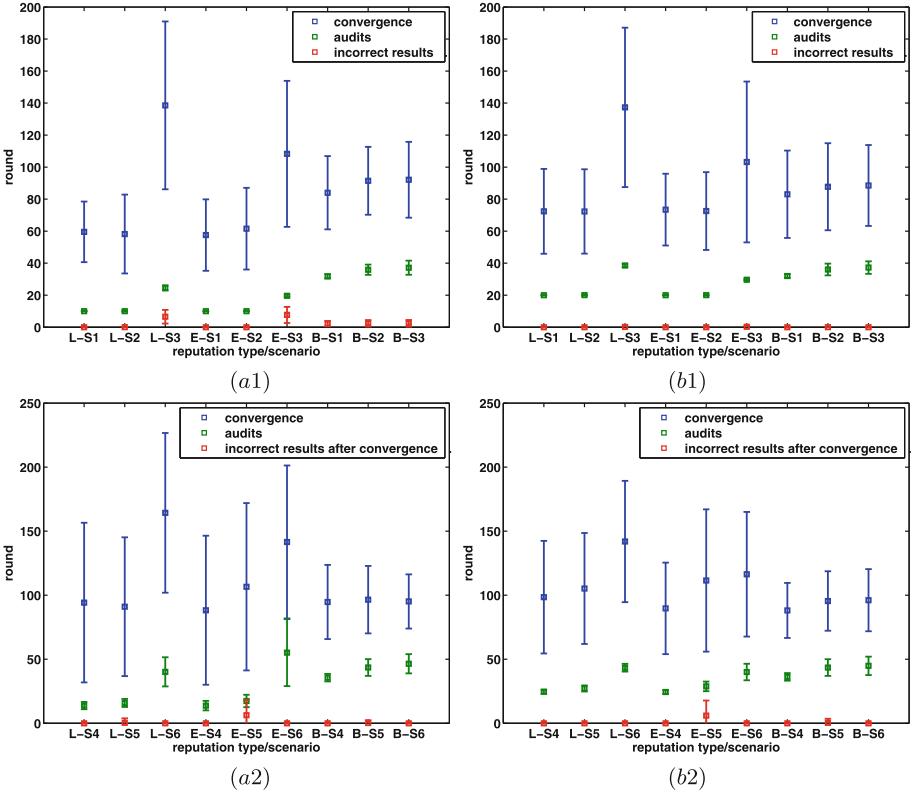 200
180
160
140
120
100
80
60
40
20
0
round
convergence
audits
incorrect results
L-S1 L-S2 L-S3 E-S1 E-S2 E-S3 B-S1 B-S2 B-S3
reputation type/scenario
(a1)
200
180
160
140
120
100
80
60
40
20
0
round
convergence
audits
incorrect results
L-S1 L-S2 L-S3 E-S1 E-S2 E-S3 B-S1 B-S2 B-S3
reputation type/scenario
(b1)
250
200
150
100
50
0
round
convergence
audits
incorrect results after convergence
L-S4 L-S5 L-S6 E-S4 E-S5 E-S6 B-S4 B-S5 B-S6
reputation type/scenario
(a2)
250
200
150
100
50
0
round
convergence
audits
incorrect results after convergence
L-S4 L-S5 L-S6 E-S4 E-S5 E-S6 B-S4 B-S5 B-S6
reputation type/scenario
(b2)